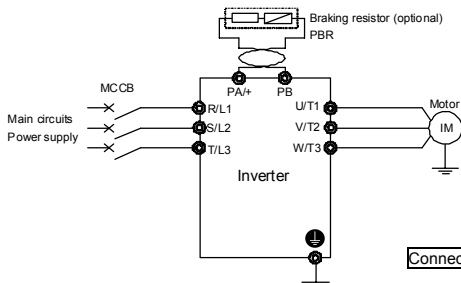 Braking resistor (optional)
PBR
PA/+
PB
MCCB
R/L1
U/T1
Motor
Main circuits
S/L2
V/T2
IM
Power supply
T/L3
W/T3
Inverter
Connec